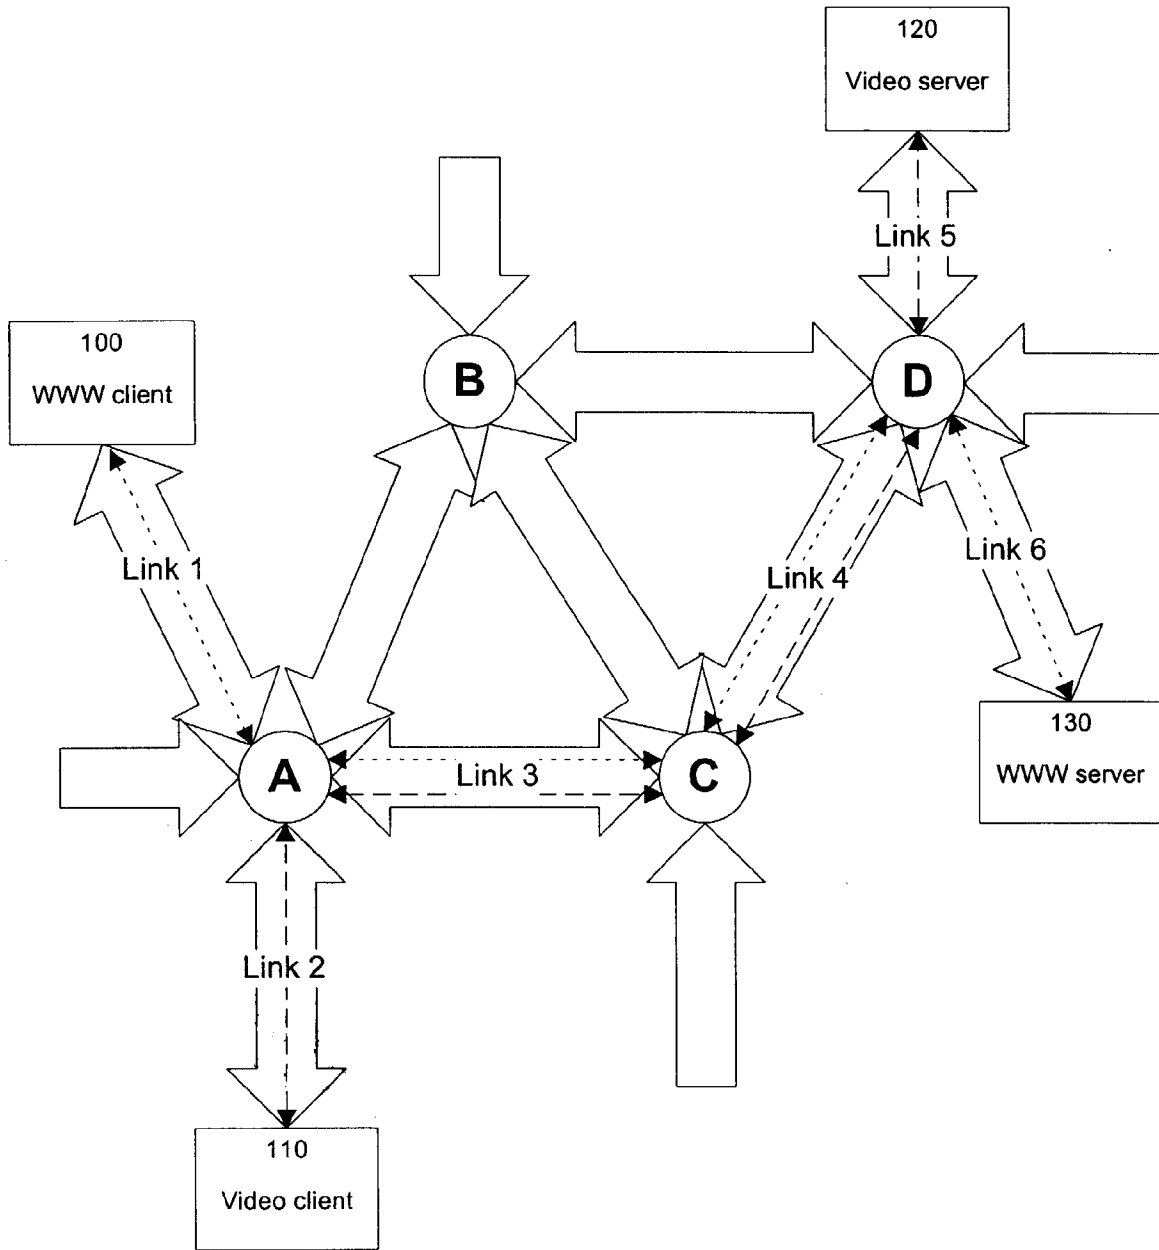 120
Video server
Link 5
100
WWW client
B
D
Link 1
Link 4
Link 6
A
Link 3
C
130
WWW server
Link 2
110
Video client